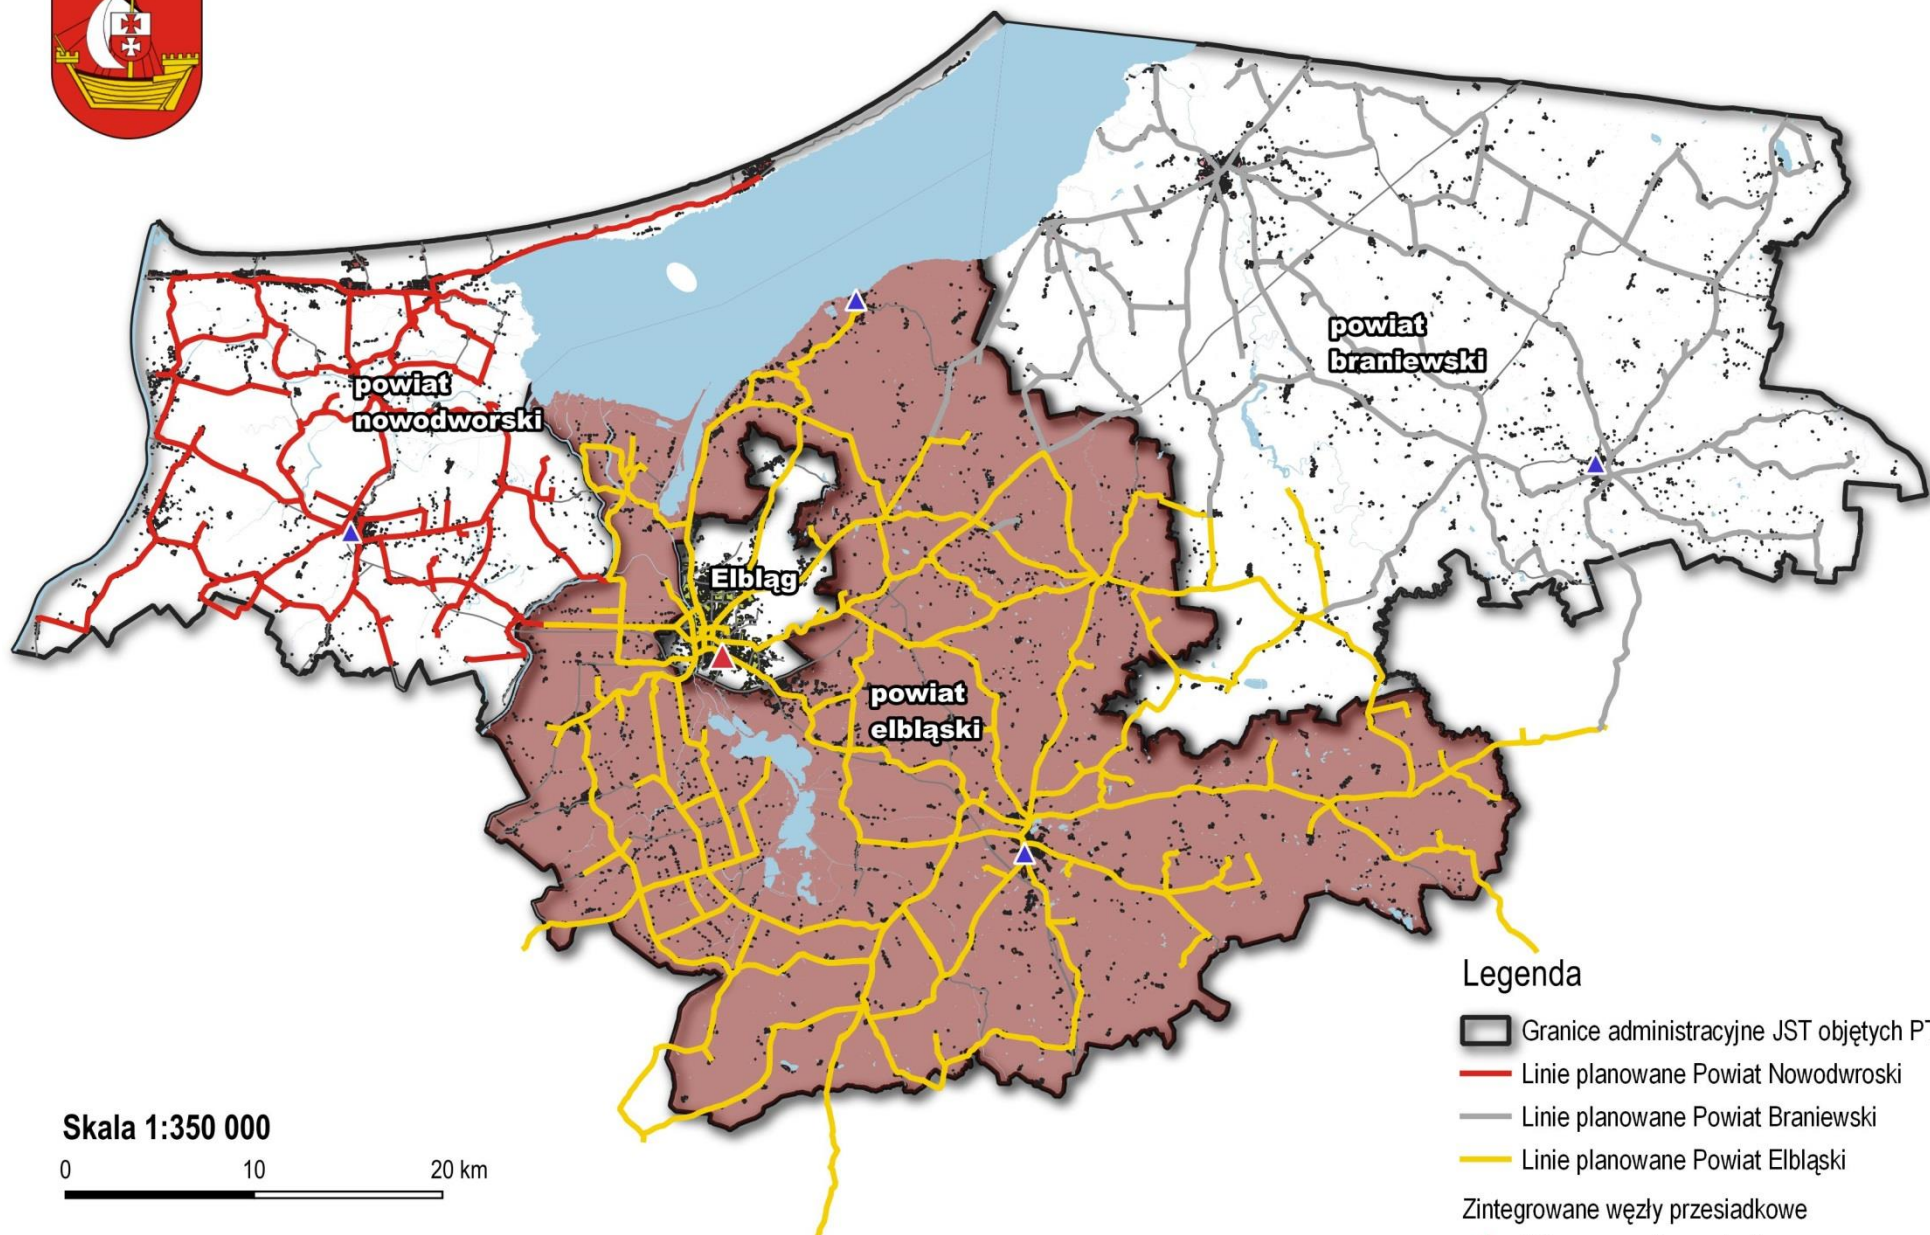 powiat
nowodworski
powiat
braniewski
Elbląg
powiat
elbląski
Legenda
Granice administracyjne JST objętych
Linie planowane Powiat Nowodwroski
Linie planowane Powiat Braniewski
Linie planowane Powiat Elbląski
Zintegrowane węzły przesiadkowe
Skala 1:350 000
0 10 20 km